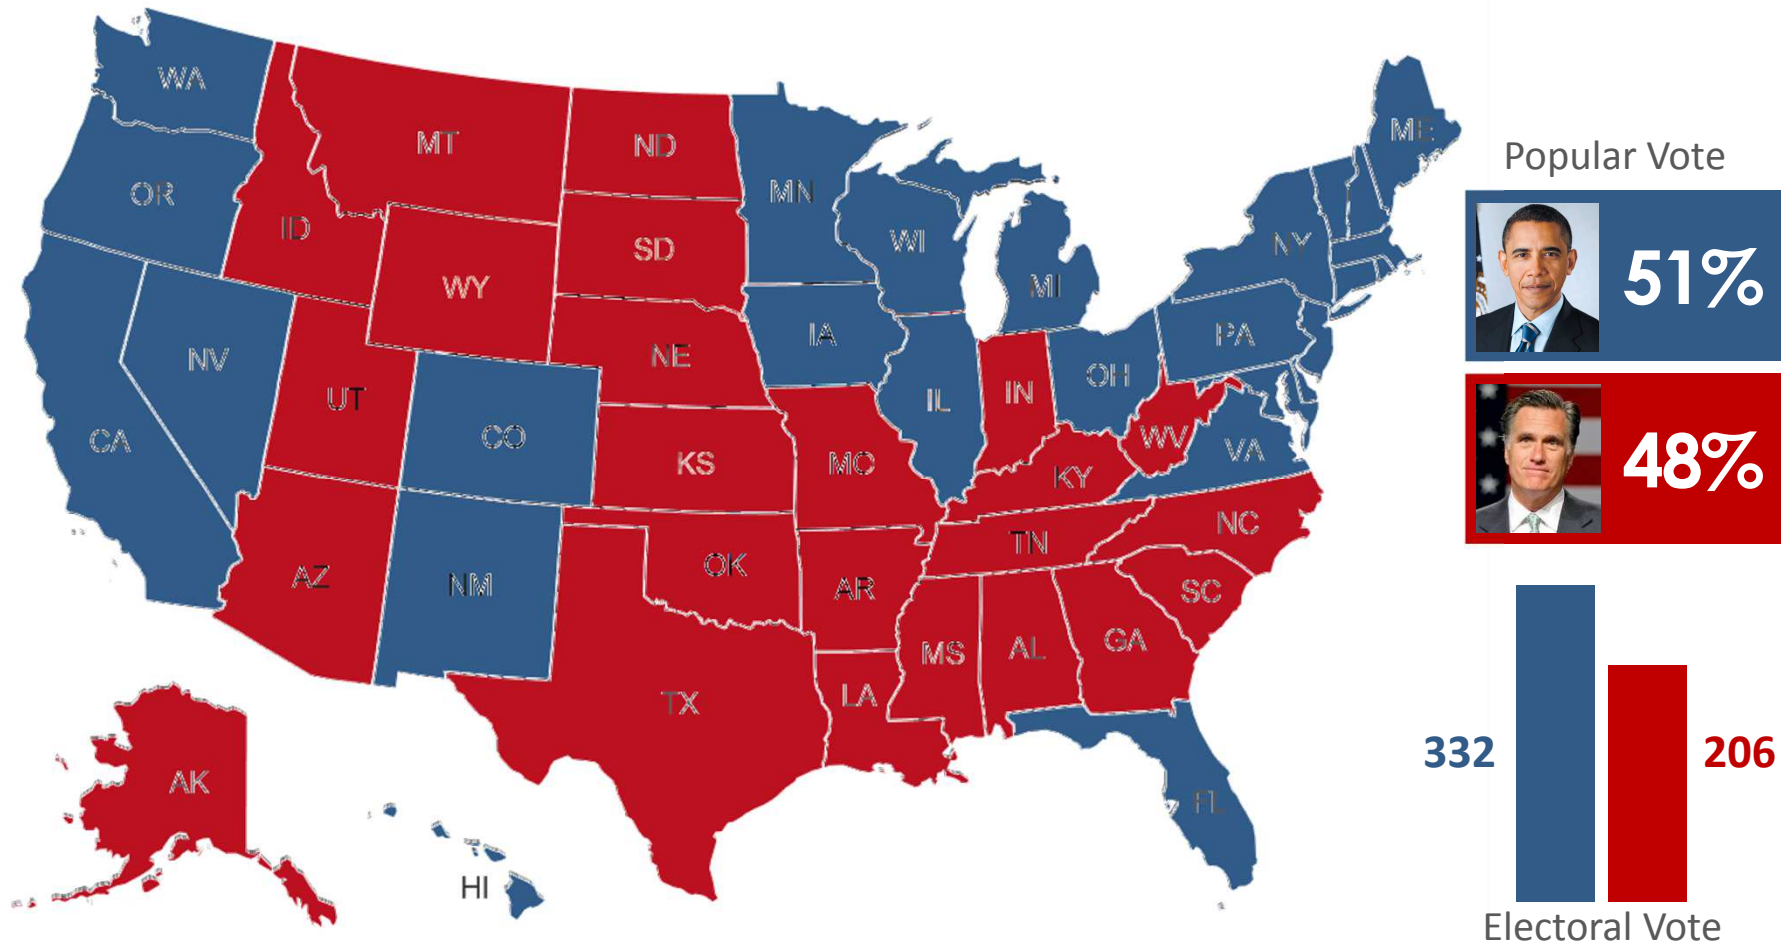 WA
MT
ND
ME
OR
ID
MN
WI
NY
SD
WY
MI
NV
UT
NE
IA
PA
CA
CO
KS
MO
IL
IN
OH
WV
VA
KY
AZ
NM
OK
AR
TN
NC
SC
TX
LA
MS
AL
GA
FL
AK
HI
Popular Vote
51%
48%
332
206
Electoral Vote